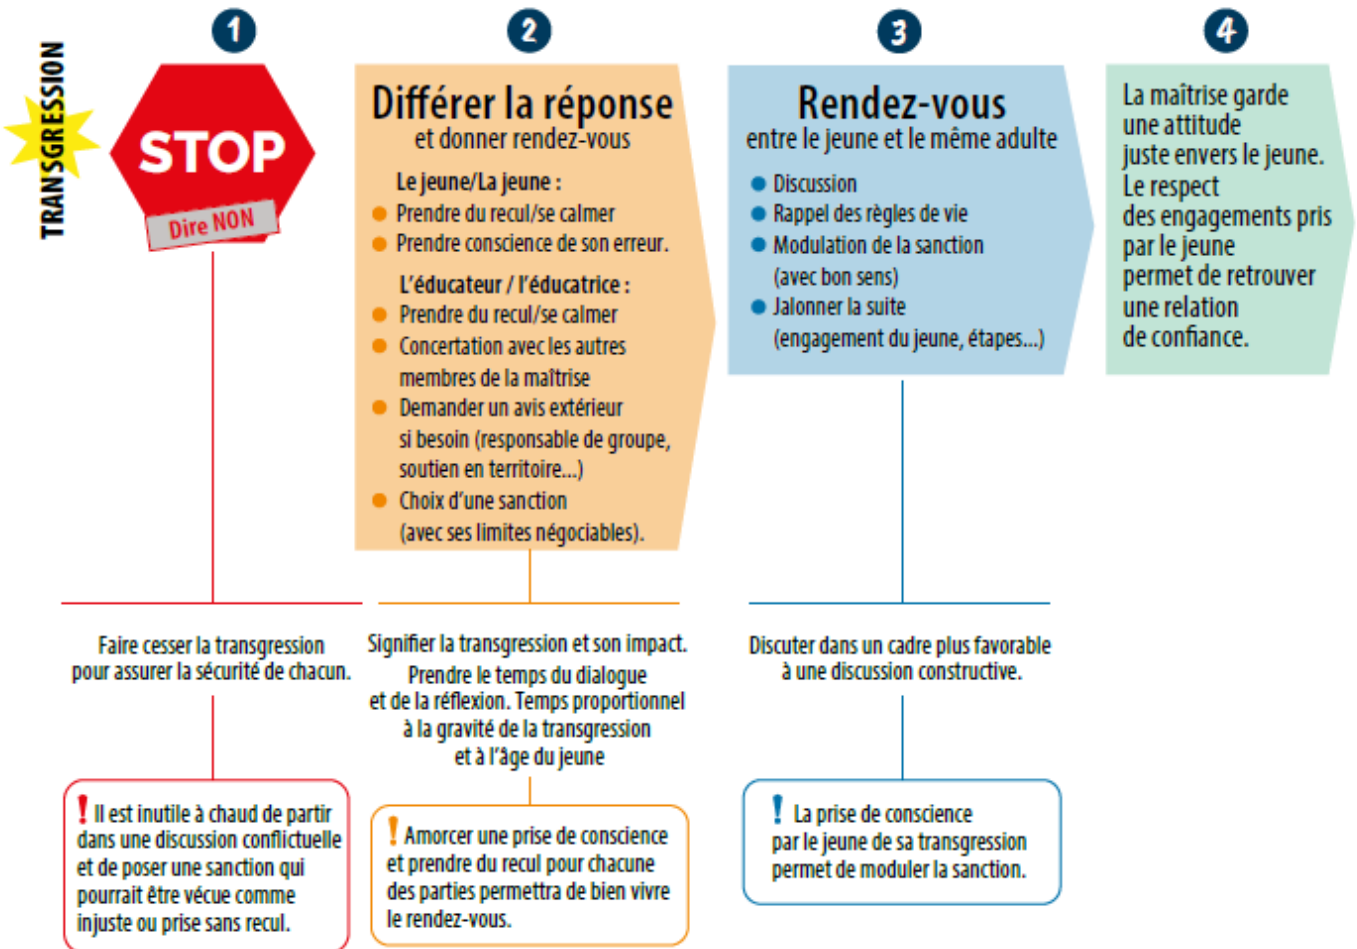 TRANSGRESSION
1
STOP
Dire NON
Faire cesser la transgression
pour assurer la sécurité de chacun.
! Il est inutile à chaud de partir
dans une discussion conflictuelle
et de poser une sanction qui
pourrait être vécue comme
injuste ou prise sans recul.
2
Différer la réponse
et donner rendez-vous
Le jeune/La jeune :
● Prendre du recul/se calmer
● Prendre conscience de son erreur.
L'éducateur / l'éducatrice :
● Prendre du recul/se calmer
● Concertation avec les autres
membres de la maîtrise
● Demander un avis extérieur
si besoin (responsable de groupe,
soutien en territoire...)
● Choix d'une sanction
(avec ses limites négociables).
Signifier la transgression et son impact.
Prendre le temps du dialogue
et de la réflexion. Temps proportionnel
à la gravité de la transgression
et à l'âge du jeune
! Amorcer une prise de conscience
et prendre du recul pour chacune
des parties permettra de bien vivre
le rendez-vous.
3
Rendez-vous
entre le jeune et le même adulte
● Discussion
● Rappel des règles de vie
● Modulation de la sanction
(avec bon sens)
● Jalonner la suite
(engagement du jeune, étapes...)
Discuter dans un cadre plus favorable
à une discussion constructive.
! La prise de conscience
par le jeune de sa transgression
permet de moduler la sanction.
4
La maîtrise garde
une attitude
juste envers le jeune.
Le respect
des engagements pris
par le jeune
permet de retrouver
une relation
de confiance.